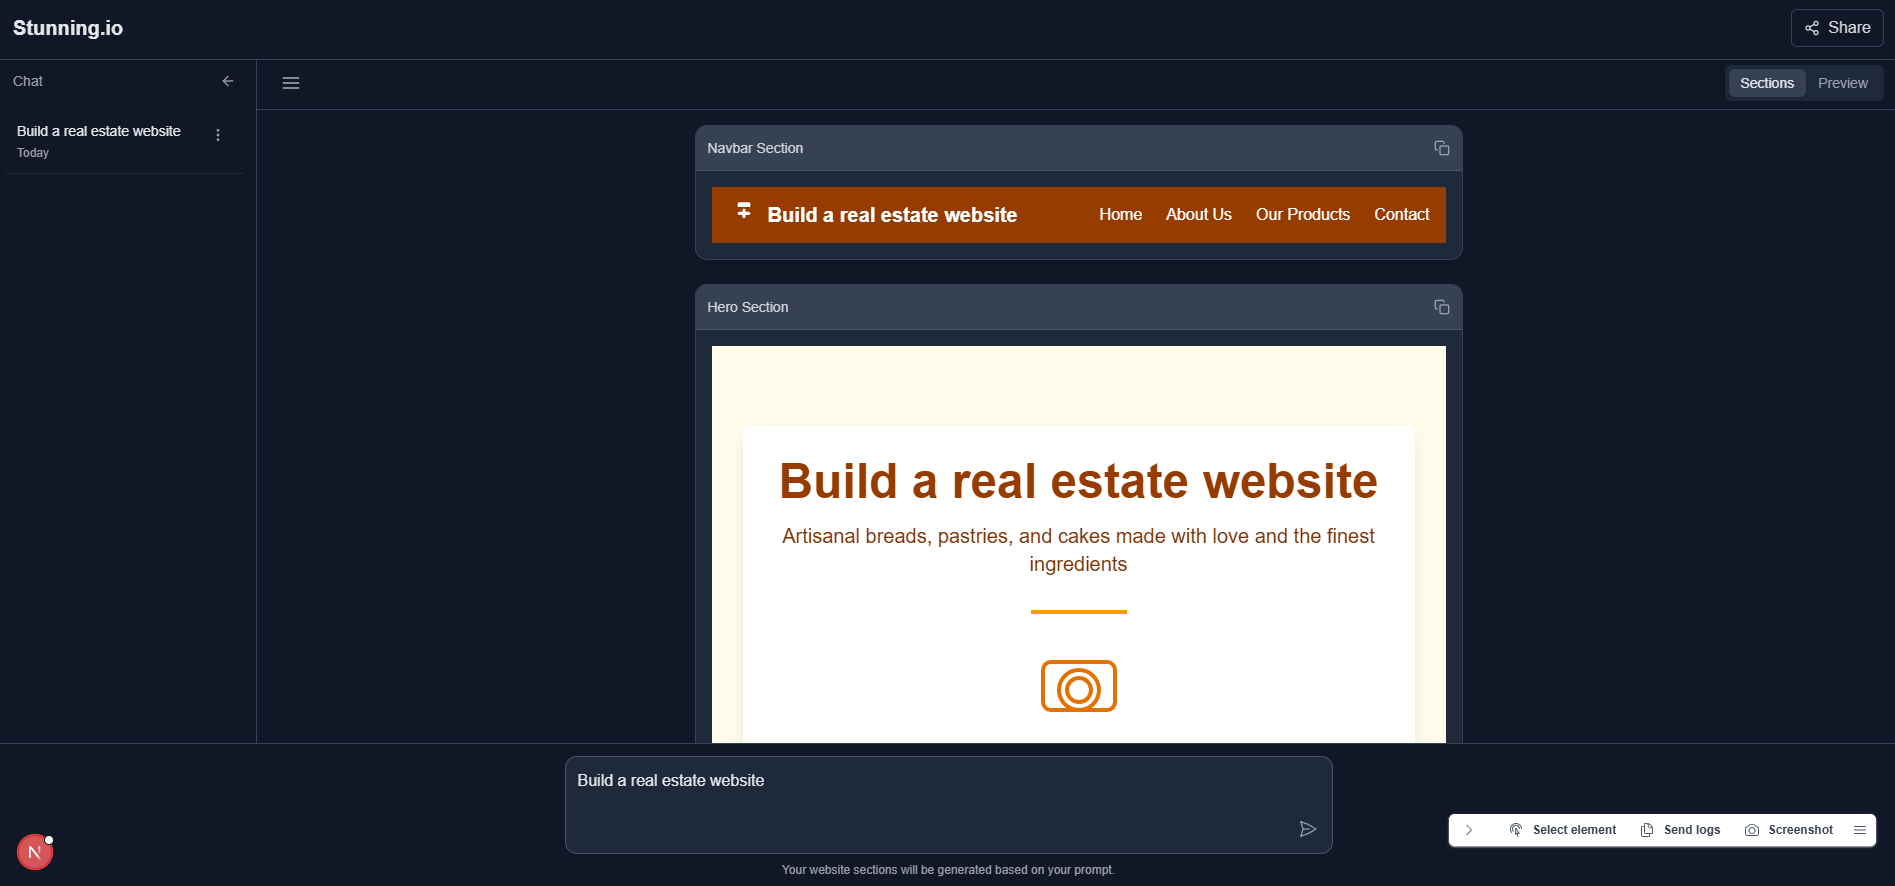 Stunning.io
Share
Chat
Sections
Preview
Build a real estate website
Today
Navbar Section
Build a real estate website
Home
About Us
Our Products
Contact
Hero Section
Build a real estate website
Artisanal breads, pastries, and cakes made with love and the finest
ingredients
Build a real estate website
Your website sections will be generated based on your prompt.
N
Select element
Send logs
Screenshot